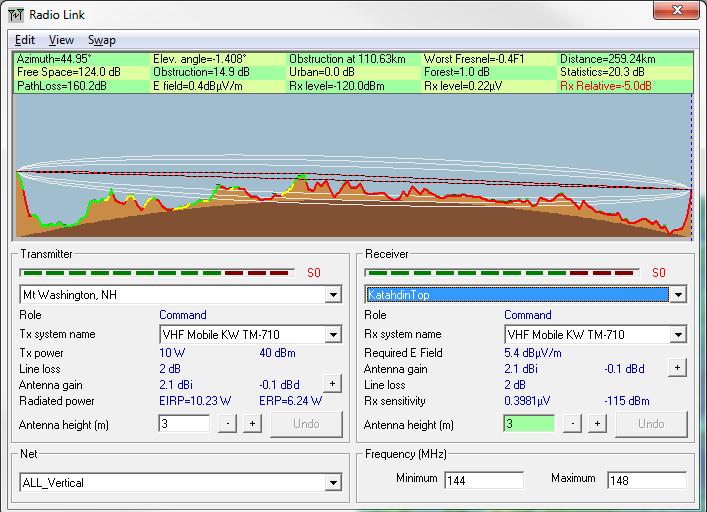 Radio Link
Edit View Swap
Azimuth=44.95° Elev. angle=-1.408° Obstruction at 110.63km Worst Fresnel=-0.4F1 Distance=259.24km
Free Space=124.0 dB Obstruction=14.9 dB Urban=0.0 dB Forest=1.0 dB Statistics=20.3 dB
PathLoss=160.2dB E field=0.4dBµV/m Rx level=-120.0dBm Rx level=0.22µV Rx Relative=-5.0dB
Transmitter
S0
Mt Washington, NH
Role Command
Tx system name VHF Mobile KW TM-710
Tx power 10 W 40 dBm
Line loss 2 dB
Antenna gain 2.1 dBi -0.1 dBd +
Radiated power EIRP=10.23 W ERP=6.24 W
Antenna height (m) 3 - + Undo
Net
ALL_Vertical
Receiver
S0
KatahdinTop
Role Command
Rx system name VHF Mobile KW TM-710
Required E Field 5.4 dBµV/m
Antenna gain 2.1 dBi -0.1 dBd +
Line loss 2 dB
Rx sensitivity 0.3981µV -115 dBm
Antenna height (m) 3 - + Undo
Frequency (MHz)
Minimum 144 Maximum 148